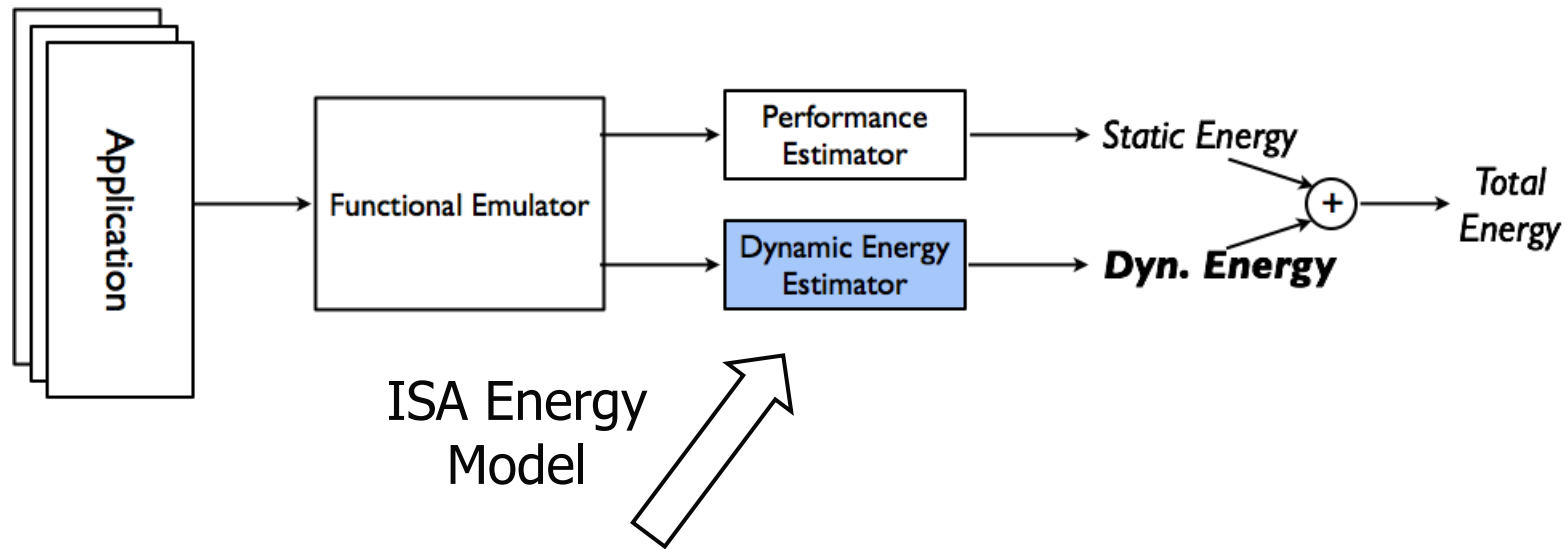 Application
Functional Emulator
Performance
Estimator
Dynamic Energy
Estimator
Static Energy
Dyn. Energy
+
Total
Energy
ISA Energy
Model